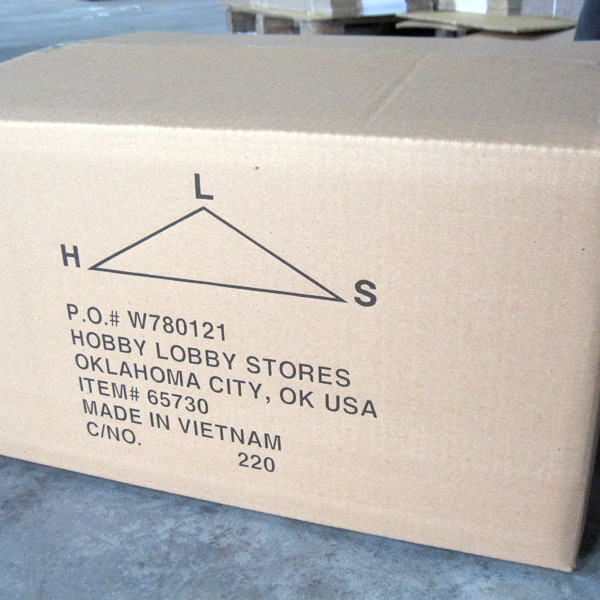 L
H
S
P.O.# W780121
HOBBY LOBBY STORES
OKLAHOMA CITY, OK USA
ITEM# 65730
MADE IN VIETNAM
C/NO. 220